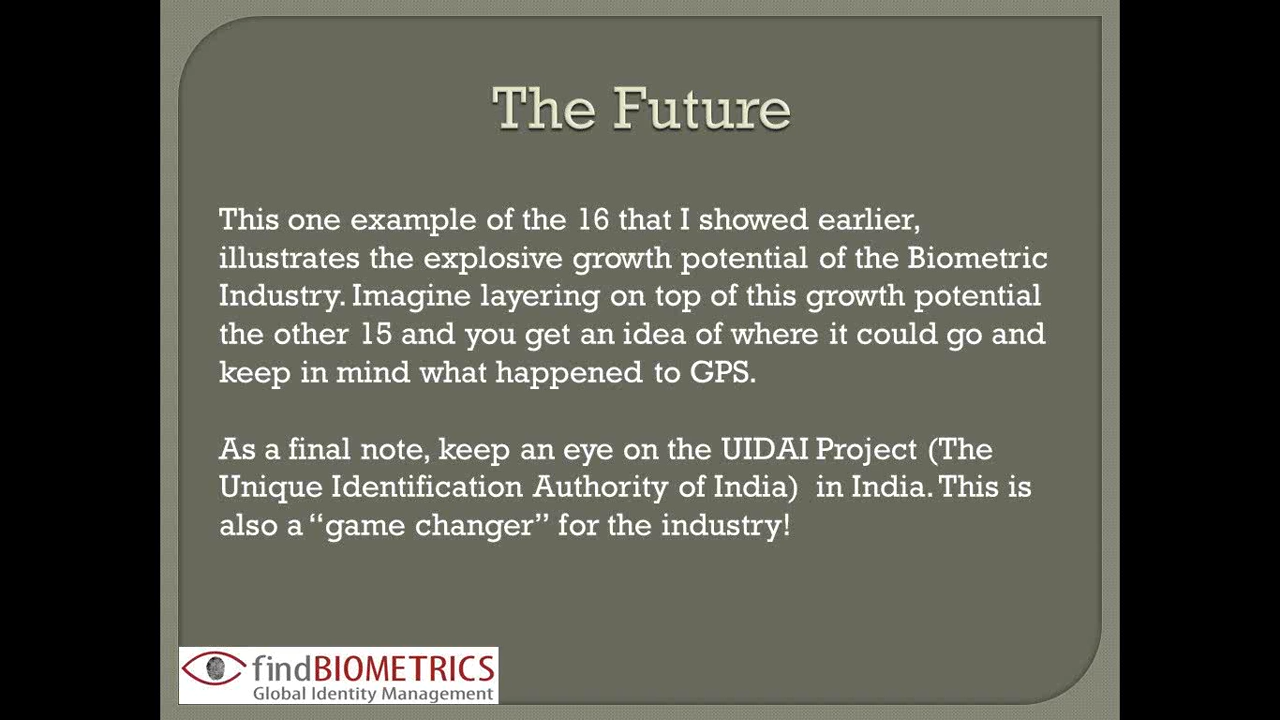 The Future
This one example of the 16 that I showed earlier,
illustrates the explosive growth potential of the Biometric
Industry. Imagine layering on top of this growth potential
the other 15 and you get an idea of where it could go and
keep in mind what happened to GPS.
As a final note, keep an eye on the UIDAI Project (The
Unique Identification Authority of India)  in India. This is
also a “game changer” for the industry!
findBIOMETRICS
Global Identity Management